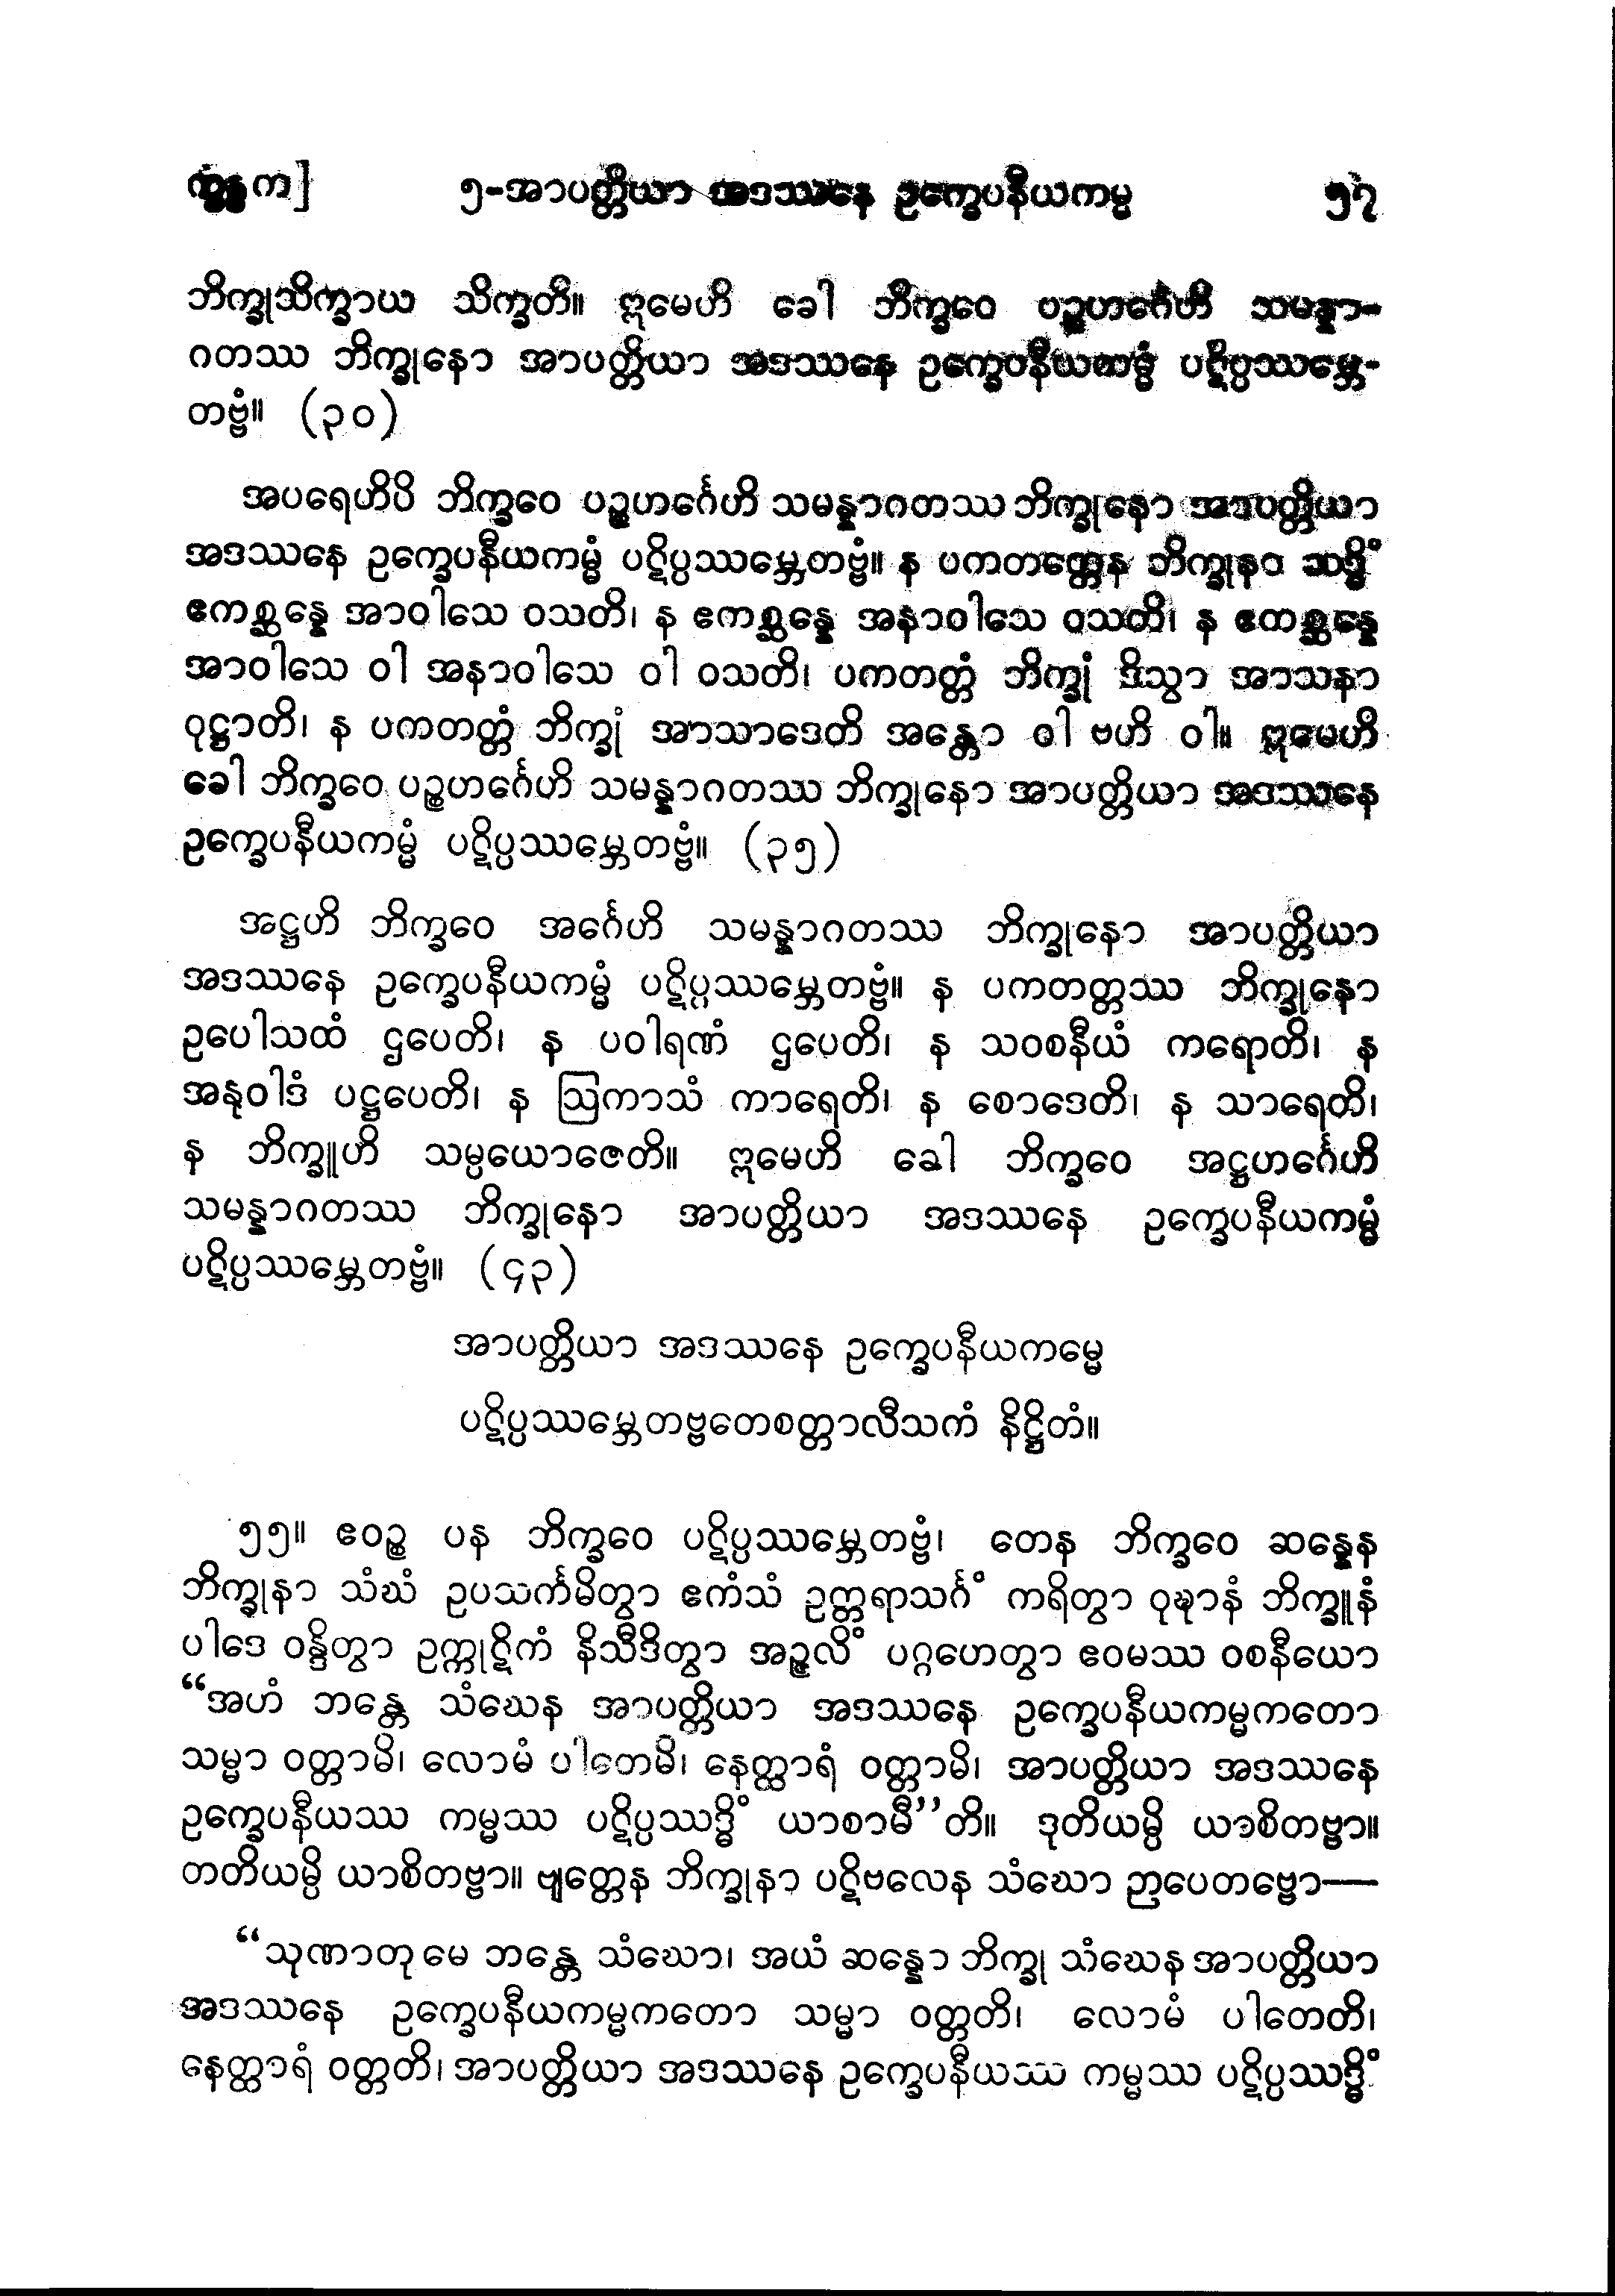 က္ခန္ဓက]
၅-အာပတ္တိယာ အဒဿနေ ဥက္ခေပနီယကမ္မ
၅၇
ဘိက္ခုသိက္ခာယ သိက္ခတိ။ ဣမေဟိ ခေါ ဘိက္ခဝေ ပဉ္စဟင်္ဂေဟိ သမန္နာ-
ဂတဿ ဘိက္ခုနော အာပတ္တိယာ အဒဿနေ ဥက္ခေပနီယကမ္မံ ပဋိပ္ပဿမ္ဘေ-
တဗ္ဗံ။ (၃၀)
အပရေဟိပိ ဘိက္ခဝေ ပဉ္စဟင်္ဂေဟိ သမန္နာဂတဿ ဘိက္ခုနော အာပတ္တိယာ
အဒဿနေ ဥက္ခေပနီယကမ္မံ ပဋိပ္ပဿမ္ဘေတဗ္ဗံ။ န ပကတတ္တေန ဘိက္ခုနာ သဒ္ဓိံ
ဧကစ္ဆန္နေ အာဝါသေ ဝသတိ၊ န ဧကစ္ဆန္နေ အနာဝါသေ ဝသတိ၊ န ဧကစ္ဆန္နေ
အာဝါသေ ဝါ အနာဝါသေ ဝါ ဝသတိ၊ ပကတတ္တံ ဘိက္ခုံ ဒိသွာ အာသနာ
ဝုဋ္ဌာတိ၊ န ပကတတ္တံ ဘိက္ခုံ အာသာဒေတိ အန္တော ဝါ ဗဟိ ဝါ။ ဣမေဟိ
ခေါ ဘိက္ခဝေ ပဉ္စဟင်္ဂေဟိ သမန္နာဂတဿ ဘိက္ခုနော အာပတ္တိယာ အဒဿနေ
ဥက္ခေပနီယကမ္မံ ပဋိပ္ပဿမ္ဘေတဗ္ဗံ။ (၃၅)
အဋ္ဌဟိ ဘိက္ခဝေ အင်္ဂေဟိ သမန္နာဂတဿ ဘိက္ခုနော အာပတ္တိယာ
အဒဿနေ ဥက္ခေပနီယကမ္မံ ပဋိပ္ပဿမ္ဘေတဗ္ဗံ။ န ပကတတ္တဿ ဘိက္ခုနော
ဥပေါသထံ ဌပေတိ၊ န ပဝါရဏံ ဌပေတိ၊ န သဝစနီယံ ကရောတိ၊ န
အနုဝါဒံ ပဋ္ဌပေတိ၊ န ဩကာသံ ကာရေတိ၊ န စောဒေတိ၊ န သာရေတိ၊
န ဘိက္ခူဟိ သမ္ပယောဇေတိ။ ဣမေဟိ ခေါ ဘိက္ခဝေ အဋ္ဌဟင်္ဂေဟိ
သမန္နာဂတဿ ဘိက္ခုနော အာပတ္တိယာ အဒဿနေ ဥက္ခေပနီယကမ္မံ
ပဋိပ္ပဿမ္ဘေတဗ္ဗံ။ (၄၃)
အာပတ္တိယာ အဒဿနေ ဥက္ခေပနီယကမ္မေ
ပဋိပ္ပဿမ္ဘေတဗ္ဗတေစတ္တာလီသကံ နိဋ္ဌိတံ။
၅၅။ ဧဝဉ္စ ပန ဘိက္ခဝေ ပဋိပ္ပဿမ္ဘေတဗ္ဗံ၊ တေန ဘိက္ခဝေ ဆန္နေန
ဘိက္ခုနာ သံဃံ ဥပသင်္ကမိတွာ ဧကံသံ ဥတ္တရာသင်္ဂံ ကရိတွာ ဝုဍ္ဎာနံ ဘိက္ခူနံ
ပါဒေ ဝန္ဒိတွာ ဥက္ကုဋိကံ နိသီဒိတွာ အဉ္ဇလိံ ပဂ္ဂဟေတွာ ဧဝမဿ ဝစနီယော
“အဟံ ဘန္တေ သံဃေန အာပတ္တိယာ အဒဿနေ ဥက္ခေပနီယကမ္မကတော
သမ္မာ ဝတ္တာမိ၊ လောမံ ပါတေမိ၊ နေတ္ထာရံ ဝတ္တာမိ၊ အာပတ္တိယာ အဒဿနေ
ဥက္ခေပနီယဿ ကမ္မဿ ပဋိပ္ပဿဒ္ဓိံ ယာစာမီ”တိ။ ဒုတိယမ္ပိ ယာစိတဗ္ဗာ။
တတိယမ္ပိ ယာစိတဗ္ဗာ။ ဗျတ္တေန ဘိက္ခုနာ ပဋိဗလေန သံဃော ဉာပေတဗ္ဗော—
“သုဏာတု မေ ဘန္တေ သံဃော၊ အယံ ဆန္နော ဘိက္ခု သံဃေန အာပတ္တိယာ
အဒဿနေ ဥက္ခေပနီယကမ္မကတော သမ္မာ ဝတ္တတိ၊ လောမံ ပါတေတိ၊
နေတ္ထာရံ ဝတ္တတိ၊ အာပတ္တိယာ အဒဿနေ ဥက္ခေပနီယဿ ကမ္မဿ ပဋိပ္ပဿဒ္ဓိံ